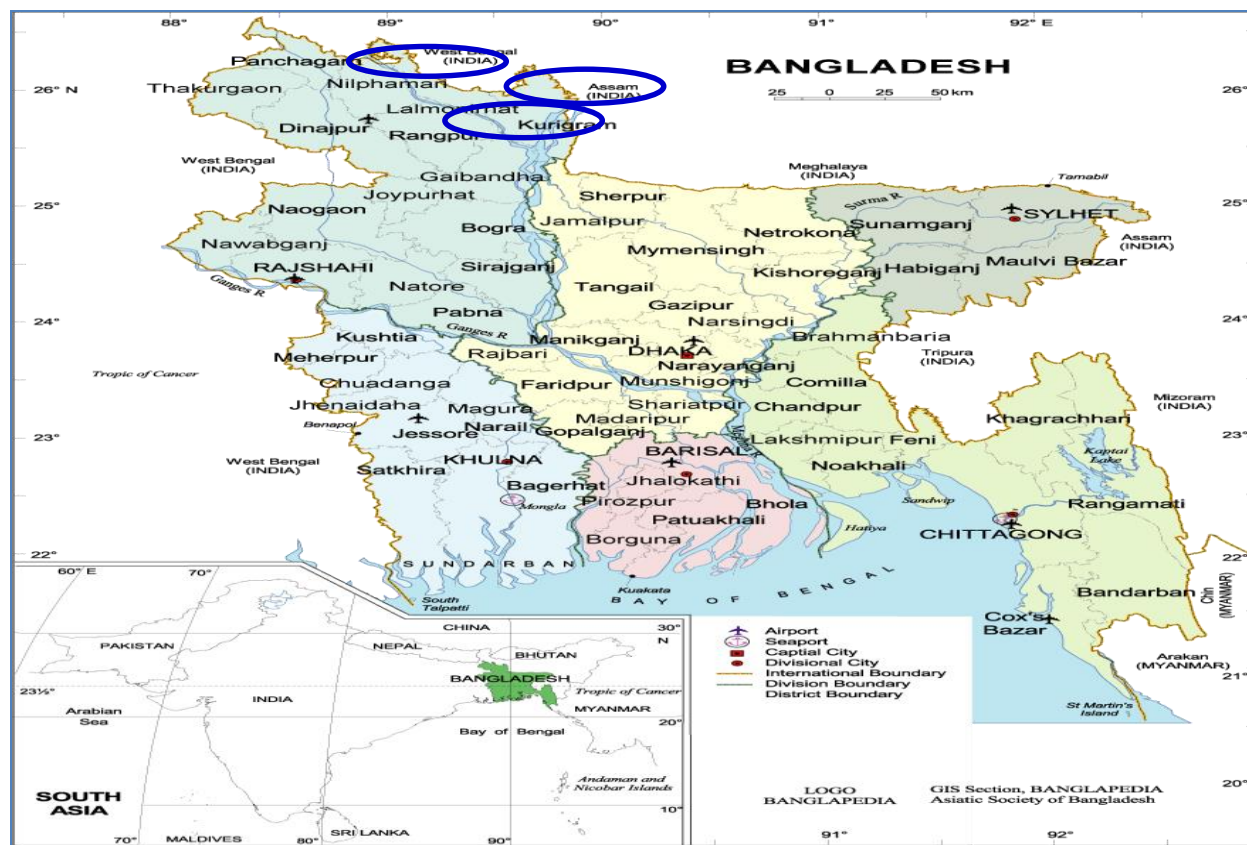 88° 89° 90° 91° 92° E
BANGLADESH
25 0 25 50 km
26° N
25°
24°
23°
22°
West Bengal
(INDIA)
Panchagara
Thakurgaon
Nilphamari
Assam
(INDIA)
Lalmonirhat
Kurigram
Dinajpur
Rangpur
West Bengal
(INDIA)
Meghalaya
(INDIA)
Tamabil
Gaibandha
Joypurhat
Sherpur
Surma R
SYLHET
Naogaon
Jamalpur
Sunamganj
Bogra
Netrokona
Assam
(INDIA)
Nawabganj
Mymensingh
RAJSHAHI
Sirajganj
Kishoreganj
Habiganj
Maulvi Bazar
Ganges R
Natore
Tangail
Gazipur
Pabna
Narsingdi
Ganges R
Kushtia
Manikganj
Brahmanbaria
Meherpur
Rajbari
DHAKA
Tripura
(INDIA)
Narayanganj
Tropic of Cancer
Chuadanga
Faridpur
Munshigonj
Comilla
Mizoram
(INDIA)
Jhenaidaha
Magura
Shariatpur
Chandpur
Khagrachhari
Benapol
Narail
Madaripur
Jessore
Gopalganj
Lakshmipur
Feni
West Bengal
(INDIA)
KHULNA
BARISAL
Kaptai
Lake
Satkhira
Noakhali
Bagerhat
Jhalokathi
Sandwip
Rangamati
Mongla
Pirozpur
Bhola
Patuakhali
Hatiya
CHITTAGONG
Borguna
SUNDARBAN
Kuakata
BAY OF BENGAL
Bandarban
Chin
(MYANMAR)
South
Talpatti
Cox's
Bazar
Arakan
(MYANMAR)
St Martin's
Island
22°
21°
20°
91° 92°
Airport
Seaport
Captial City
Divisional City
International Boundary
Division Boundary
District Boundary
60° E 70°
CHINA
30°
N
PAKISTAN
NEPAL
BHUTAN
BANGLADESH
23½°
INDIA
Tropic of Cancer
MYANMAR
Arabian
Sea
20°
Bay of Bengal
Andaman and
Nicobar Islands
SOUTH
ASIA
10°
SRI LANKA
MALDIVES
70° 80° 90°
LOGO
BANGLAPEDIA
GIS Section, BANGLAPEDIA
Asiatic Society of Bangladesh